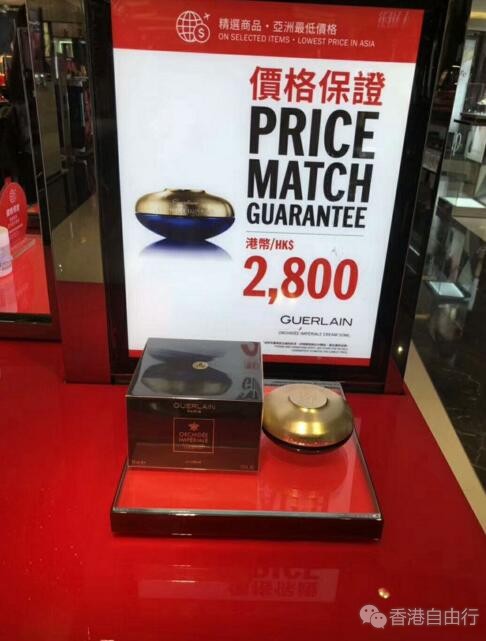 精選商品・亞洲最低價格
ON SELECTED ITEMS・LOWEST PRICE IN ASIA
價格保證
PRICE
MATCH
GUARANTEE
港幣/HK$
2,800
GUERLAIN
ORCHIDÉE IMPÉRIALE CREAM 50ML
GUERLAIN
PARIS
ORCHIDÉE
IMPÉRIALE
香港自由行